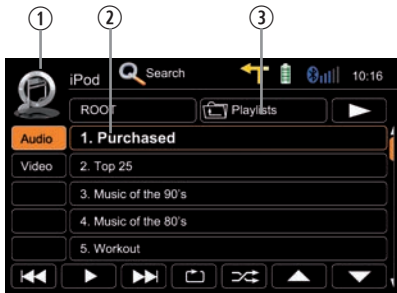 ① ② ③
iPod Search 10:16
ROOT Playlists
Audio 1. Purchased
Video 2. Top 25
3. Music of the 90's
4. Music of the 80's
5. Workout